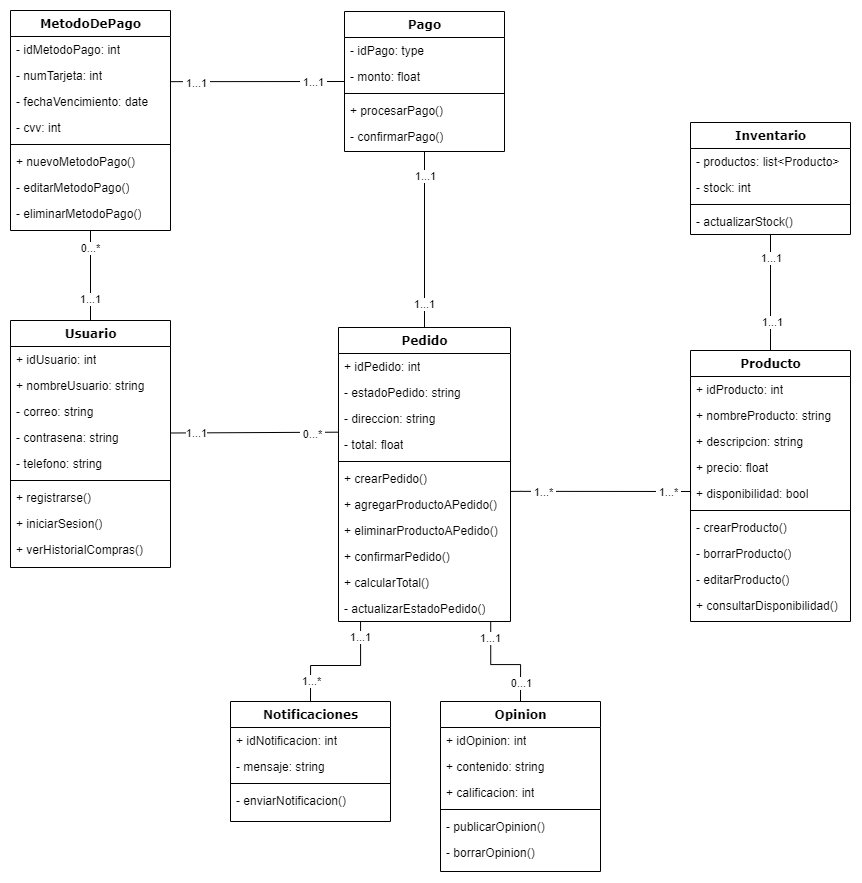 MetodoDePago
- idMetodoPago: int
- numTarjeta: int
- fechaVencimiento: date
- cvv: int
+ nuevoMetodoPago()
- editarMetodoPago()
- eliminarMetodoPago()
1...1
1...1
Pago
- idPago: type
- monto: float
+ procesarPago()
- confirmarPago()
Inventario
- productos: list<Producto>
- stock: int
- actualizarStock()
0...*
1...1
1...1
1...1
1...1
1...1
Usuario
+ idUsuario: int
+ nombreUsuario: string
- correo: string
- contrasena: string
- telefono: string
+ registrarse()
+ iniciarSesion()
+ verHistorialCompras()
1...1
0...*
Pedido
+ idPedido: int
- estadoPedido: string
- direccion: string
- total: float
+ crearPedido()
+ agregarProductoAPedido()
+ eliminarProductoAPedido()
+ confirmarPedido()
+ calcularTotal()
- actualizarEstadoPedido()
1...*
1...*
Producto
+ idProducto: int
+ nombreProducto: string
+ descripcion: string
+ precio: float
+ disponibilidad: bool
- crearProducto()
- borrarProducto()
- editarProducto()
+ consultarDisponibilidad()
1...1
1...1
1...*
0...1
Notificaciones
+ idNotificacion: int
- mensaje: string
- enviarNotificacion()
Opinion
+ idOpinion: int
+ contenido: string
+ calificacion: int
- publicarOpinion()
- borrarOpinion()